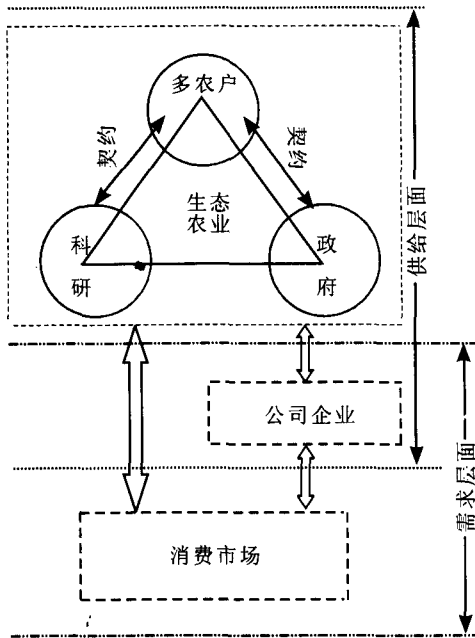 多农户
契约
契约
生态
农业
科
研
政
府
供给层面
公司企业
需求层面
消费市场